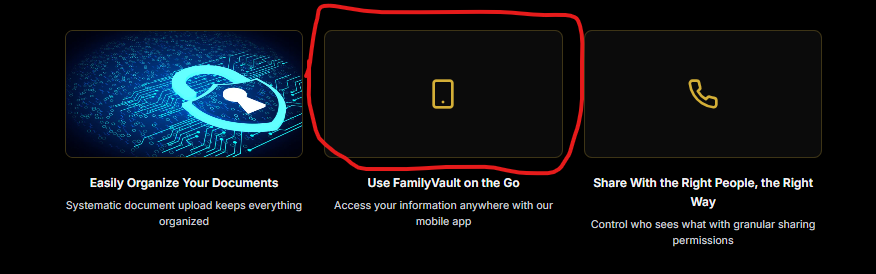 Easily Organize Your Documents
Systematic document upload keeps everything
organized
Use FamilyVault on the Go
Access your information anywhere with our
mobile app
Share With the Right People, the Right
Way
Control who sees what with granular sharing
permissions